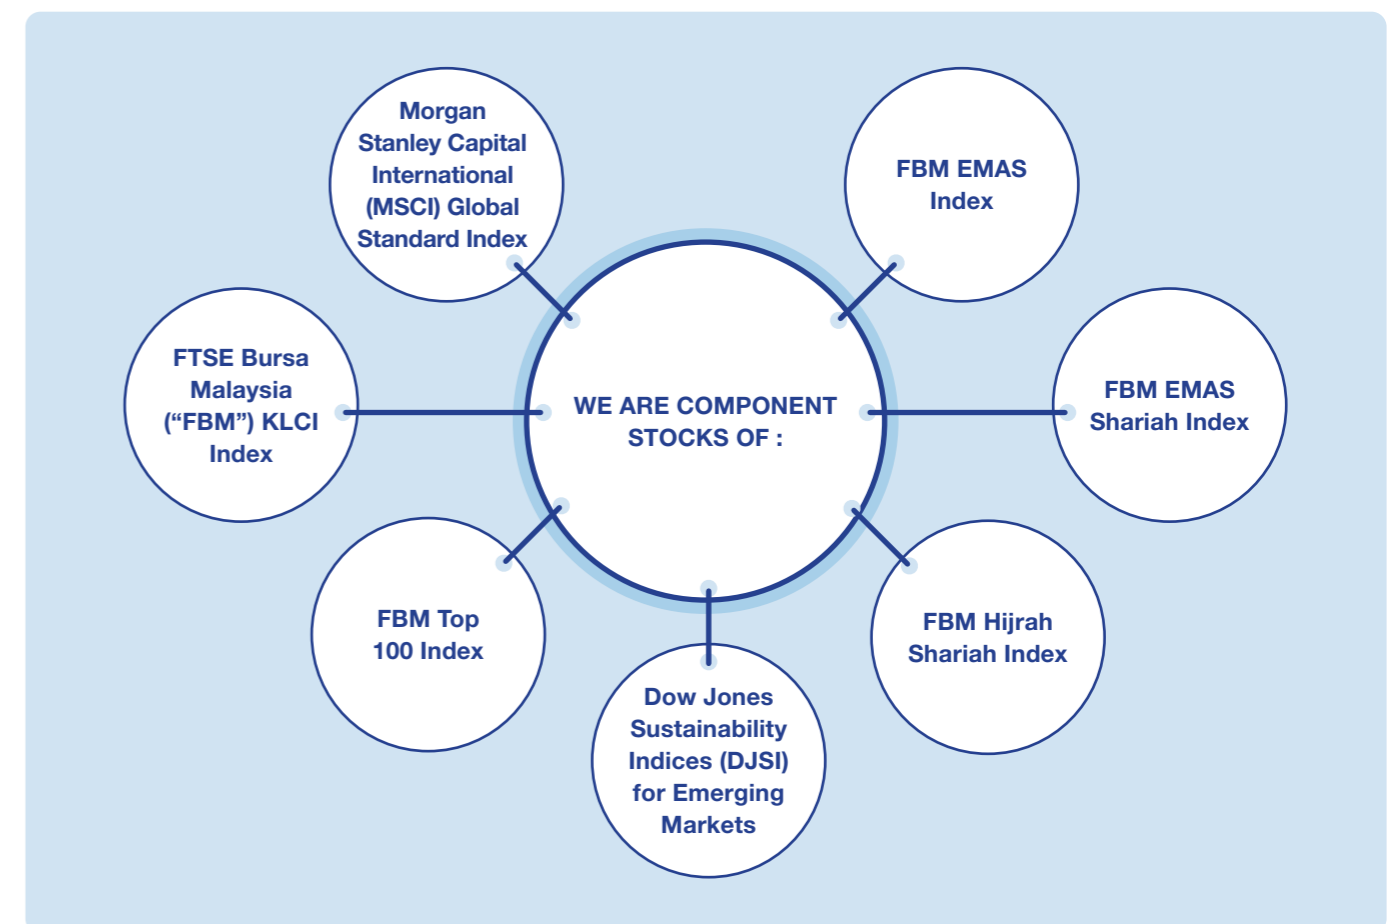 Morgan
Stanley Capital
International
(MSCI) Global
Standard Index
FBM EMAS
Index
FTSE Bursa
Malaysia
(“FBM”) KLCI
Index
WE ARE COMPONENT
STOCKS OF :
FBM EMAS
Shariah Index
FBM Top
100 Index
FBM Hijrah
Shariah Index
Dow Jones
Sustainability
Indices (DJSI)
for Emerging
Markets